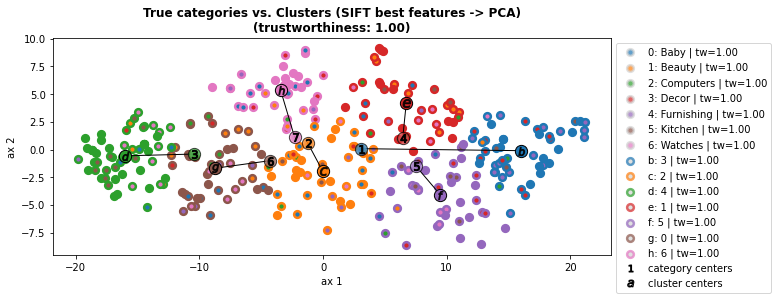 True categories vs. Clusters (SIFT best features -> PCA)
(trustworthiness: 1.00)
ax 2
10.0
7.5
5.0
2.5
0.0
−2.5
−5.0
−7.5
−20
−10
0
10
20
ax 1
h
7
2
c
d
3
g
6
1
b
e
4
5
f
0: Baby | tw=1.00
1: Beauty | tw=1.00
2: Computers | tw=1.00
3: Decor | tw=1.00
4: Furnishing | tw=1.00
5: Kitchen | tw=1.00
6: Watches | tw=1.00
b: 3 | tw=1.00
c: 2 | tw=1.00
d: 4 | tw=1.00
e: 1 | tw=1.00
f: 5 | tw=1.00
g: 0 | tw=1.00
h: 6 | tw=1.00
1 category centers
a cluster centers